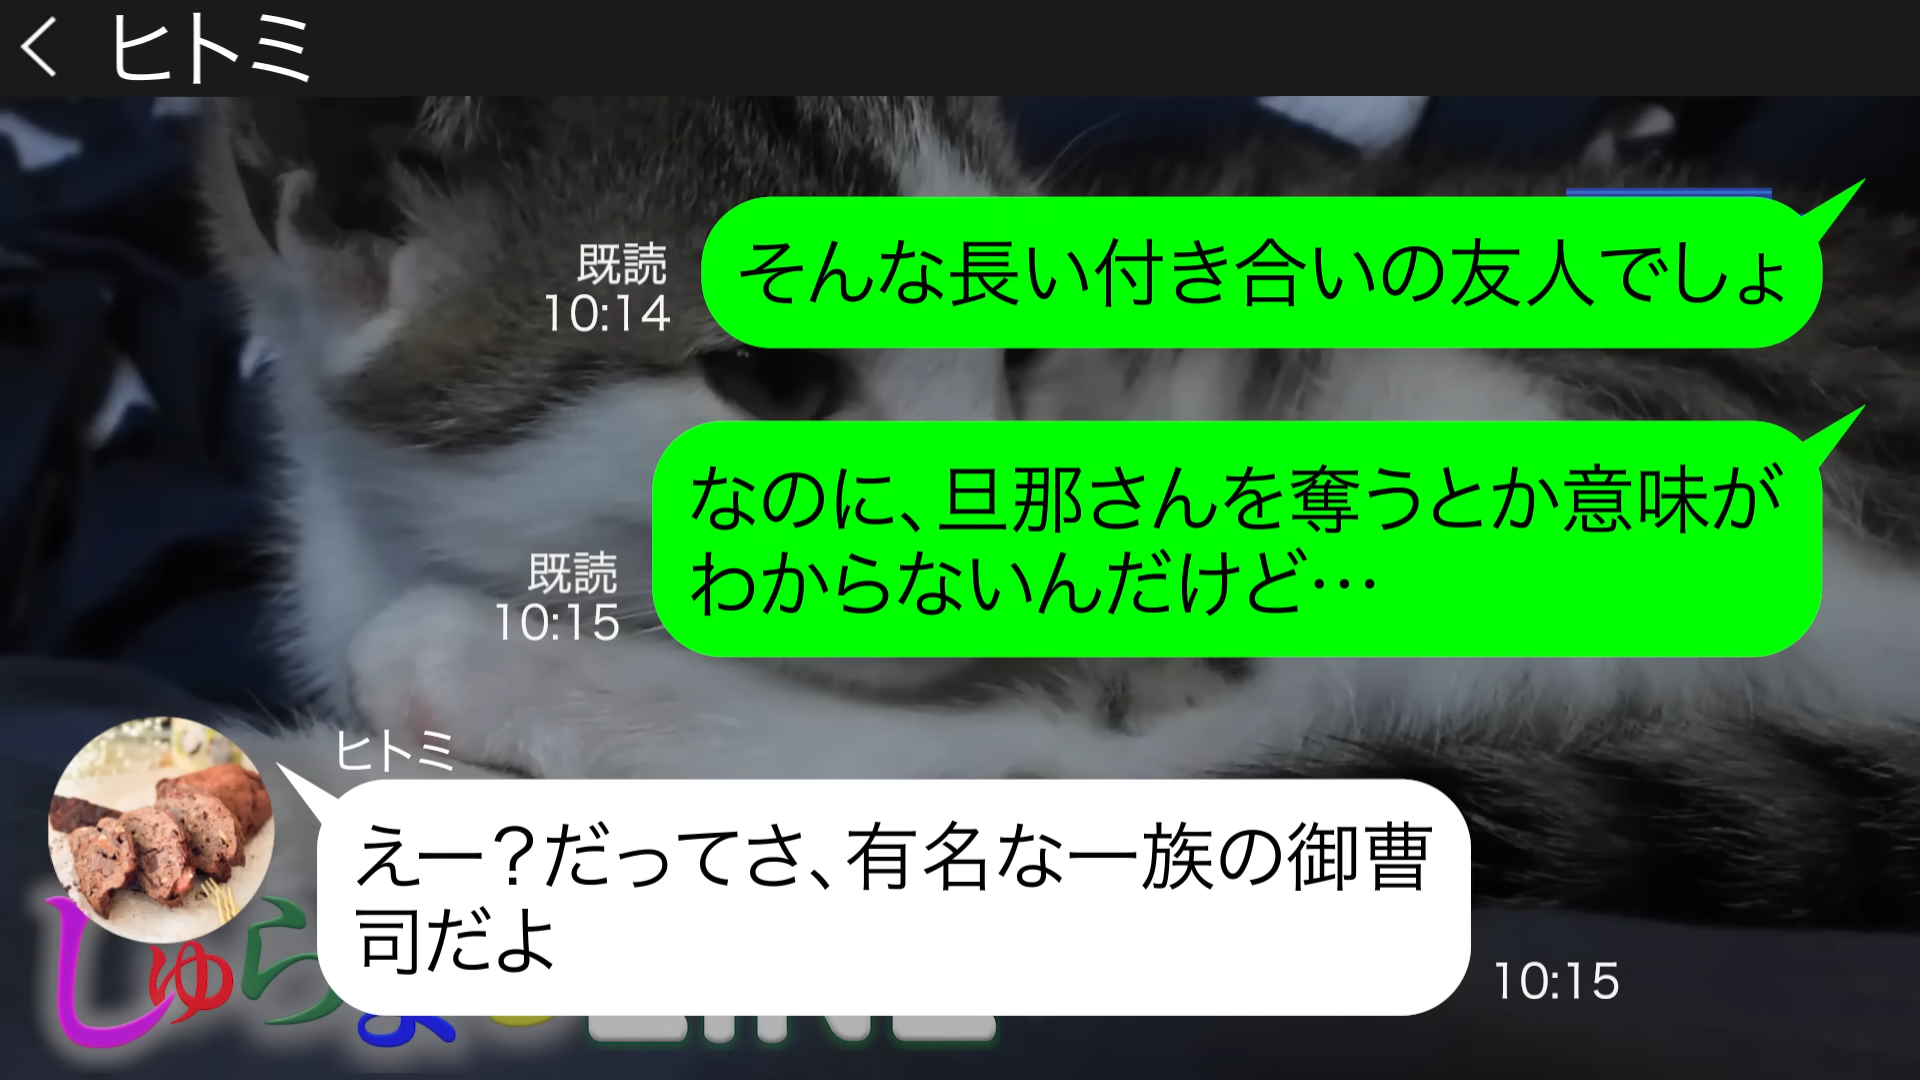 ヒトミ
そんな長い付き合いの友人でしょ
既読
10:14
なのに、旦那さんを奪うとか意味が
わからないんだけど…
既読
10:15
ヒトミ
えー？だってさ、有名な一族の御曹
司だよ
10:15
しゅら